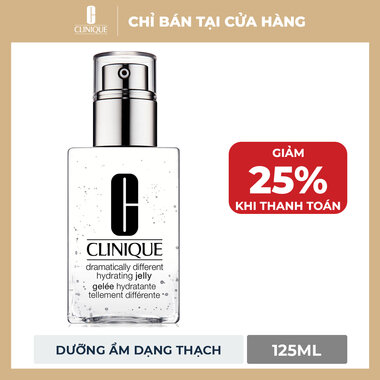 CLINIQUE
CHỈ BÁN TẠI CỬA HÀNG
CLINIQUE
dramatically different
hydrating jelly
gelée hydratante
tellement différente
GIẢM
25%
KHI THANH TOÁN
DƯỠNG ẨM DẠNG THẠCH
125ML